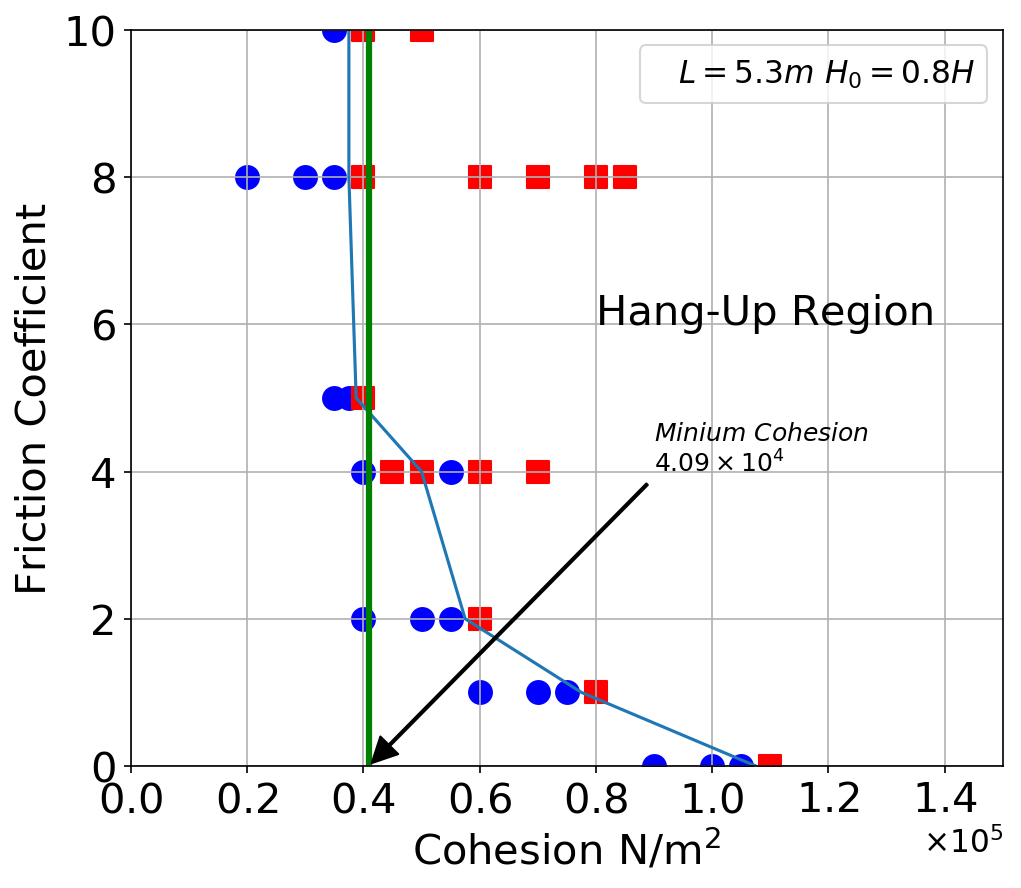 10
L = 5.3m H₀ = 0.8H
8
Hang-Up Region
6
Friction Coefficient
Minium Cohesion
4.09 × 10⁴
4
2
0
0.0 0.2 0.4 0.6 0.8 1.0 1.2 1.4
×10⁵
Cohesion N/m²